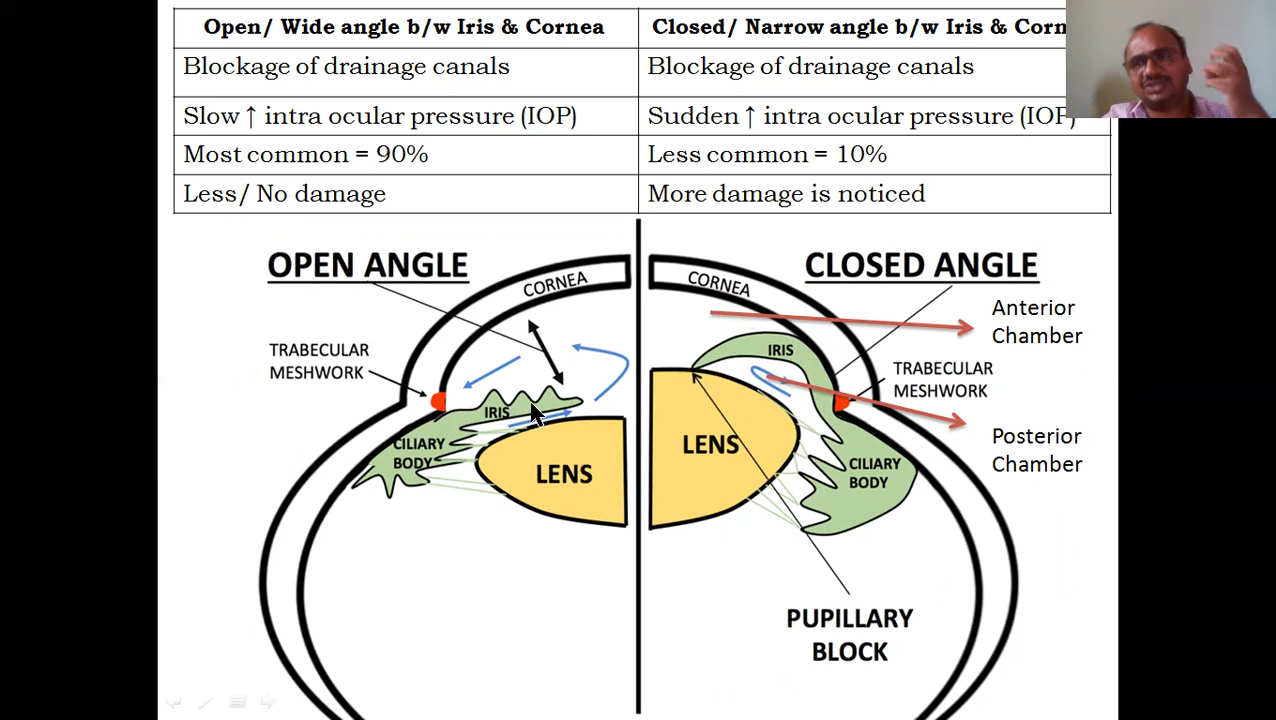 Open/ Wide angle b/w Iris & Cornea
Closed/ Narrow angle b/w Iris & Corn
Blockage of drainage canals
Blockage of drainage canals
Slow ↑ intra ocular pressure (IOP)
Sudden ↑ intra ocular pressure (IOP)
Most common = 90%
Less common = 10%
Less/ No damage
More damage is noticed
OPEN ANGLE
CORNEA
TRABECULAR
MESHWORK
IRIS
CILIARY
BODY
LENS
CLOSED ANGLE
CORNEA
Anterior
Chamber
IRIS
TRABECULAR
MESHWORK
Posterior
Chamber
LENS
CILIARY
BODY
PUPILLARY
BLOCK